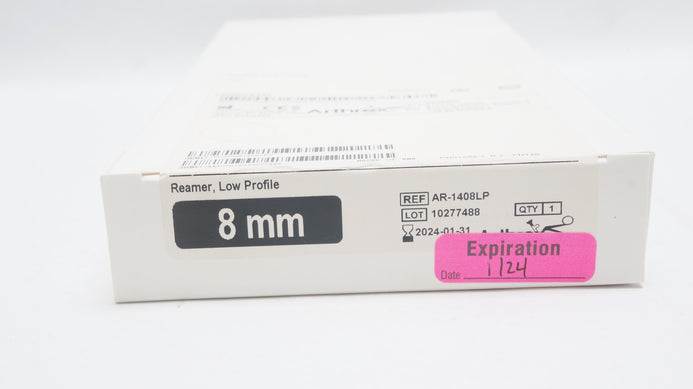 Arthrex
Reamer, Low Profile
8 mm
REF AR-1408LP
LOT 10277488
QTY 1
2024-01-31
Expiration
Date 1/24